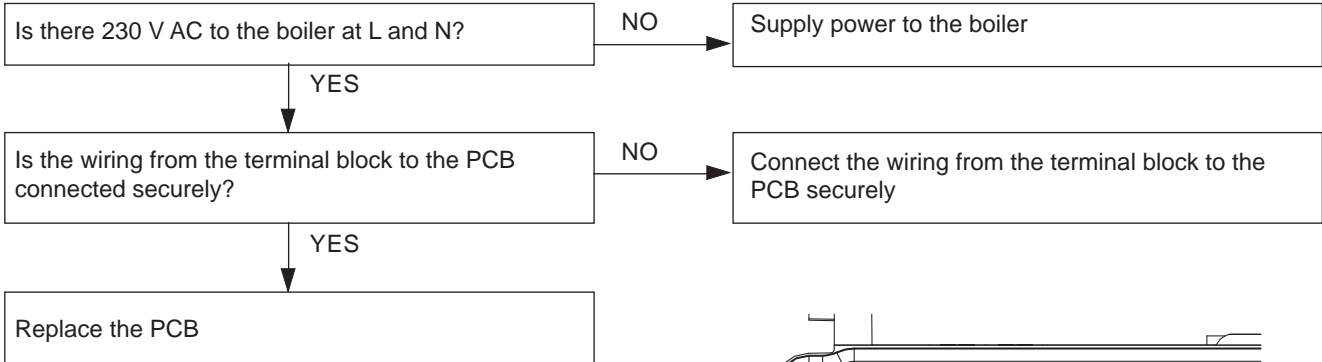 Is there 230 V AC to the boiler at L and N?
NO
Supply power to the boiler
YES
Is the wiring from the terminal block to the PCB
connected securely?
NO
Connect the wiring from the terminal block to the
PCB securely
YES
Replace the PCB